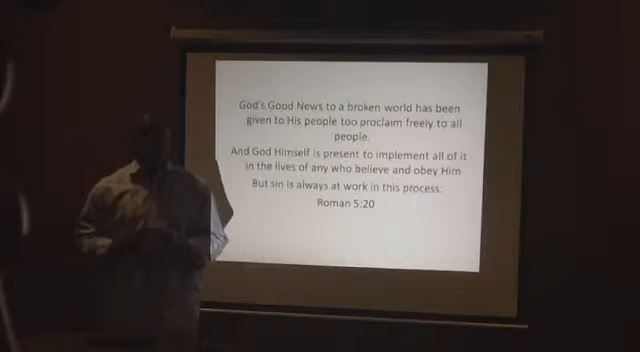 God's Good News to a broken world has been
given to His people too proclaim freely to all
people.
And God Himself is present to implement all of it
in the lives of any who believe and obey Him
But sin is always at work in this process:
Roman 5:20